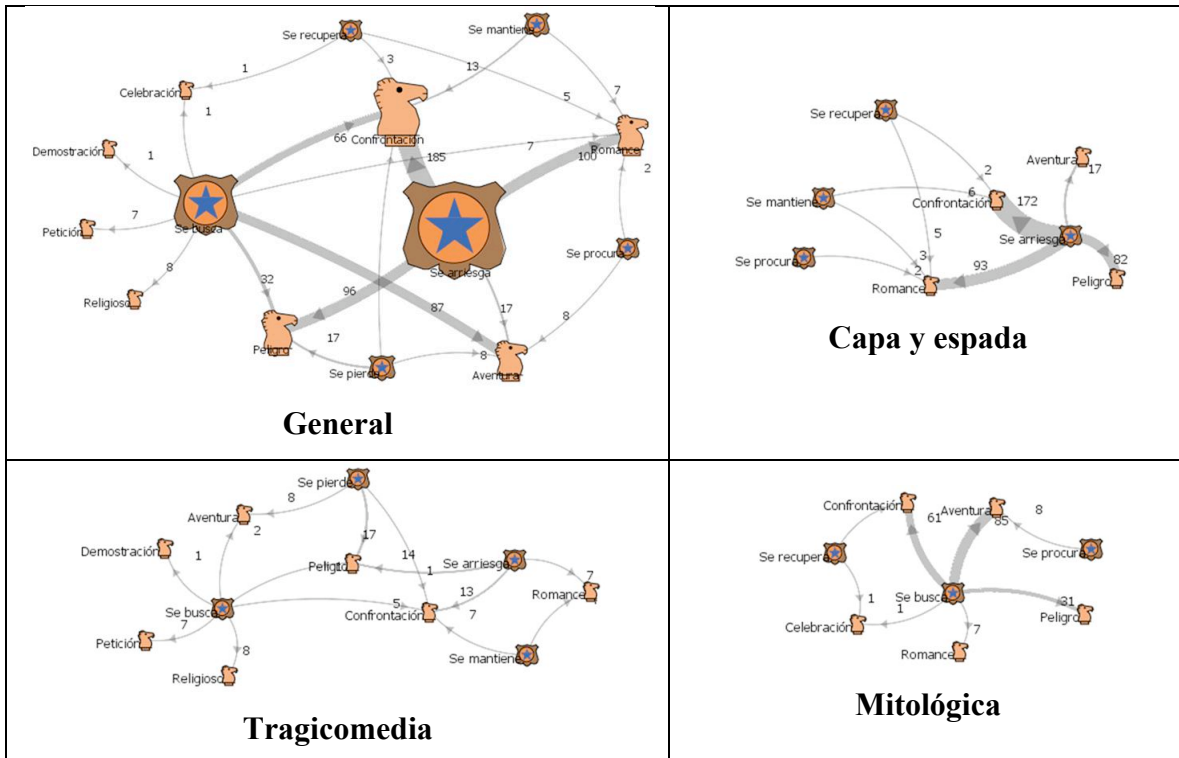 Se recupera
Se mantiene
1
3
13
Celebración
7
5
1
66
Confrontación
7
Romance
Demostración
185
100
1
2
Petición
7
Se busca
Se procura
Se arriesga
8
32
96
87
17
Religioso
8
Peligro
17
Se pierde
8
Aventura
General
Se recupera
Aventura
2
17
Se mantiene
6
Confrontación
172
5
Se arriesga
Se procura
3
2
93
82
Romance
Peligro
Capa y espada
Se pierde
8
Aventura
2
Demostración
17
1
Peligro
14
Se arriesga
1
7
13
Romance
Se busca
5
7
Confrontación
7
Petición
8
Se mantiene
Religioso
Tragicomedia
Confrontación
Aventura
61
85
8
Se recupera
Se procura
1
Se busca
31
1
Peligro
Celebración
7
Romance
Mitológica